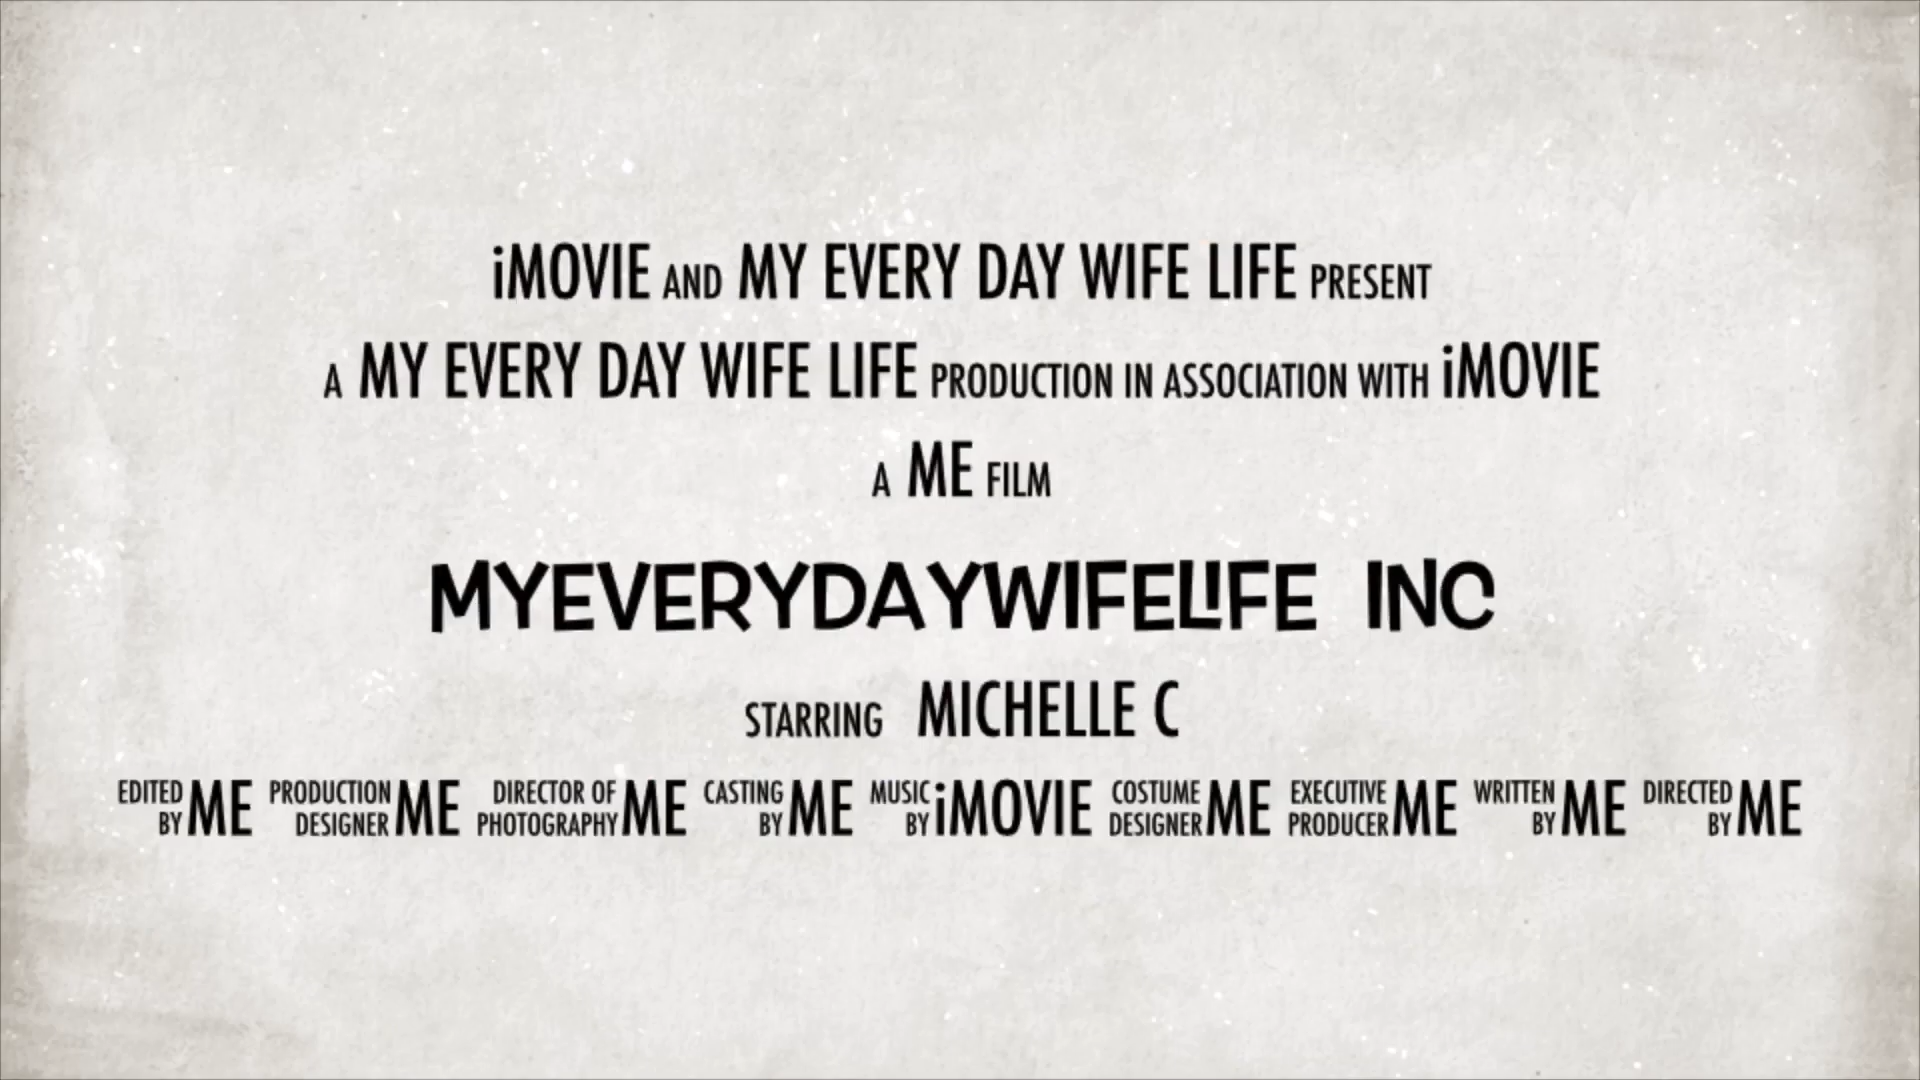 iMOVIE AND MY EVERY DAY WIFE LIFE PRESENT
A MY EVERY DAY WIFE LIFE PRODUCTION IN ASSOCIATION WITH iMOVIE
A ME FILM
MYEVERYDAYWIFELIFE INC
STARRING MICHELLE C
EDITED BY ME PRODUCTION DESIGNER ME DIRECTOR OF PHOTOGRAPHY ME CASTING BY ME MUSIC BY iMOVIE COSTUME DESIGNER ME EXECUTIVE PRODUCER ME WRITTEN BY ME DIRECTED BY ME